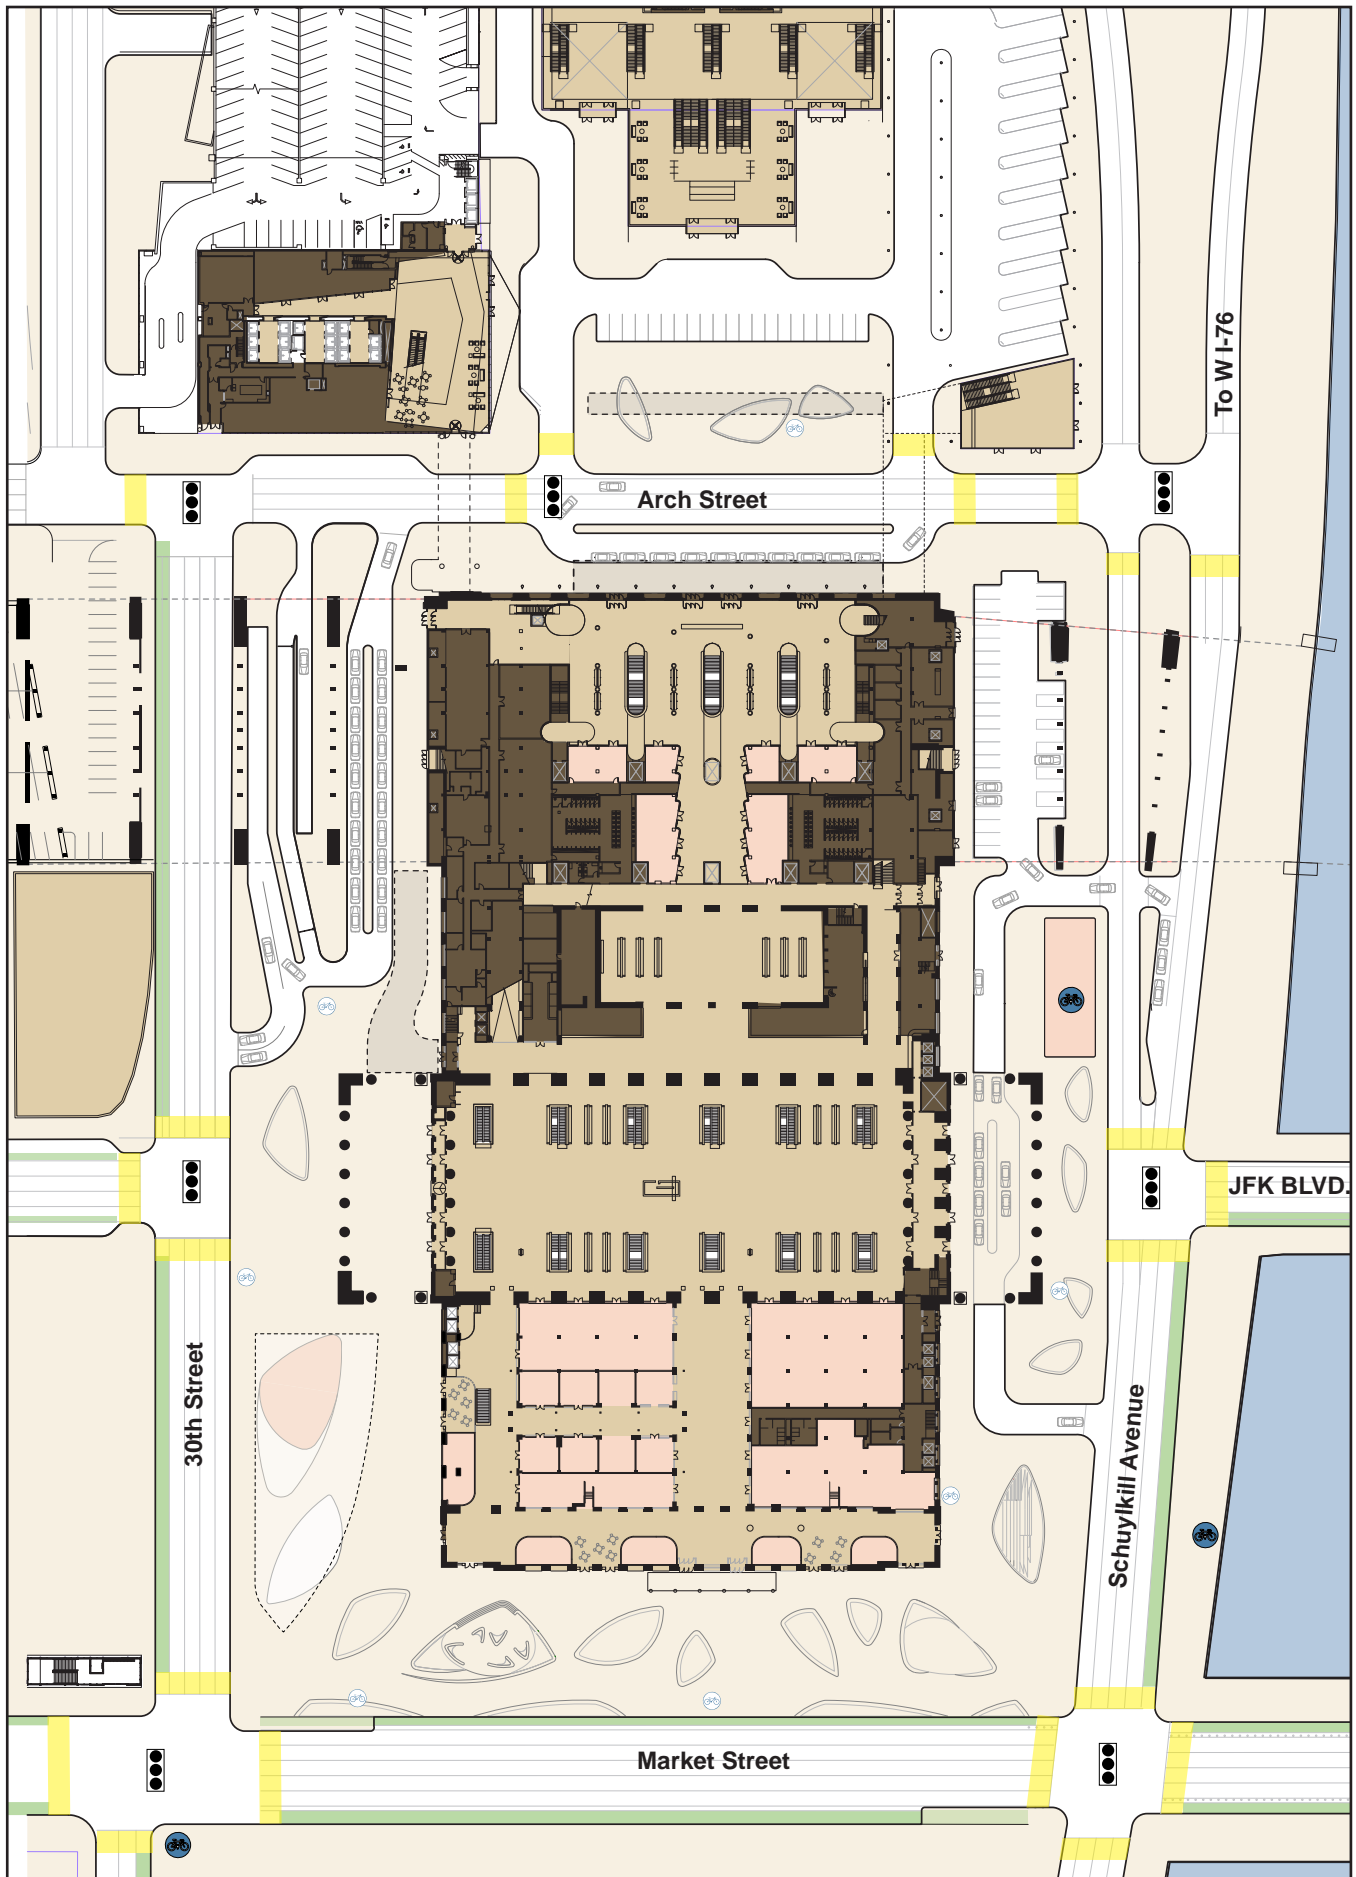 To W I-76
Arch Street
JFK BLVD.
30th Street
Schuylkill Avenue
Market Street